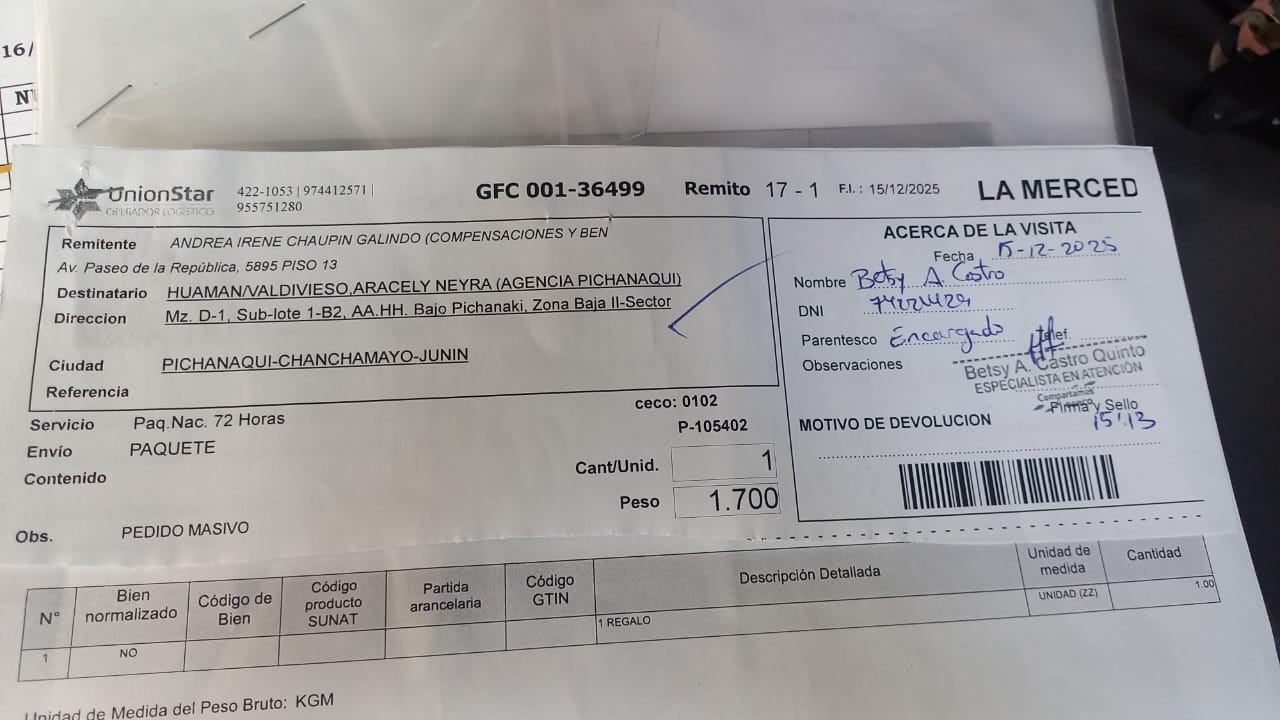 16/
N
UnionStar
OPERADOR LOGÍSTICO
422-1053 | 974412571 |
955751280
GFC 001-36499
Remito 17 - 1
F.I.: 15/12/2025
LA MERCED
Remitente ANDREA IRENE CHAUPIN GALINDO (COMPENSACIONES Y BEN
Av. Paseo de la República, 5895 PISO 13
Destinatario HUAMAN/VALDIVIESO,ARACELY NEYRA (AGENCIA PICHANAQUI)
Direccion Mz. D-1, Sub-lote 1-B2, AA.HH. Bajo Pichanaki, Zona Baja II-Sector
Ciudad PICHANAQUI-CHANCHAMAYO-JUNIN
Referencia
ACERCA DE LA VISITA
Fecha 15-12-2025
Nombre Betsy A Castro
DNI
Parentesco Encargado
Telef.
Observaciones
Betsy A. Castro Quinto
ESPECIALISTA EN ATENCIÓN
Compartamos
Firma y Sello
15:13
MOTIVO DE DEVOLUCION
Servicio Paq.Nac. 72 Horas
Envío PAQUETE
Contenido
ceco: 0102
P-105402
Cant/Unid. 1
Peso 1.700
Obs. PEDIDO MASIVO
N° Bien normalizado Código de Bien Código producto SUNAT Partida arancelaria Código GTIN Descripción Detallada Unidad de medida Cantidad
1 NO 1 REGALO UNIDAD (ZZ) 1.00
Unidad de Medida del Peso Bruto: KGM